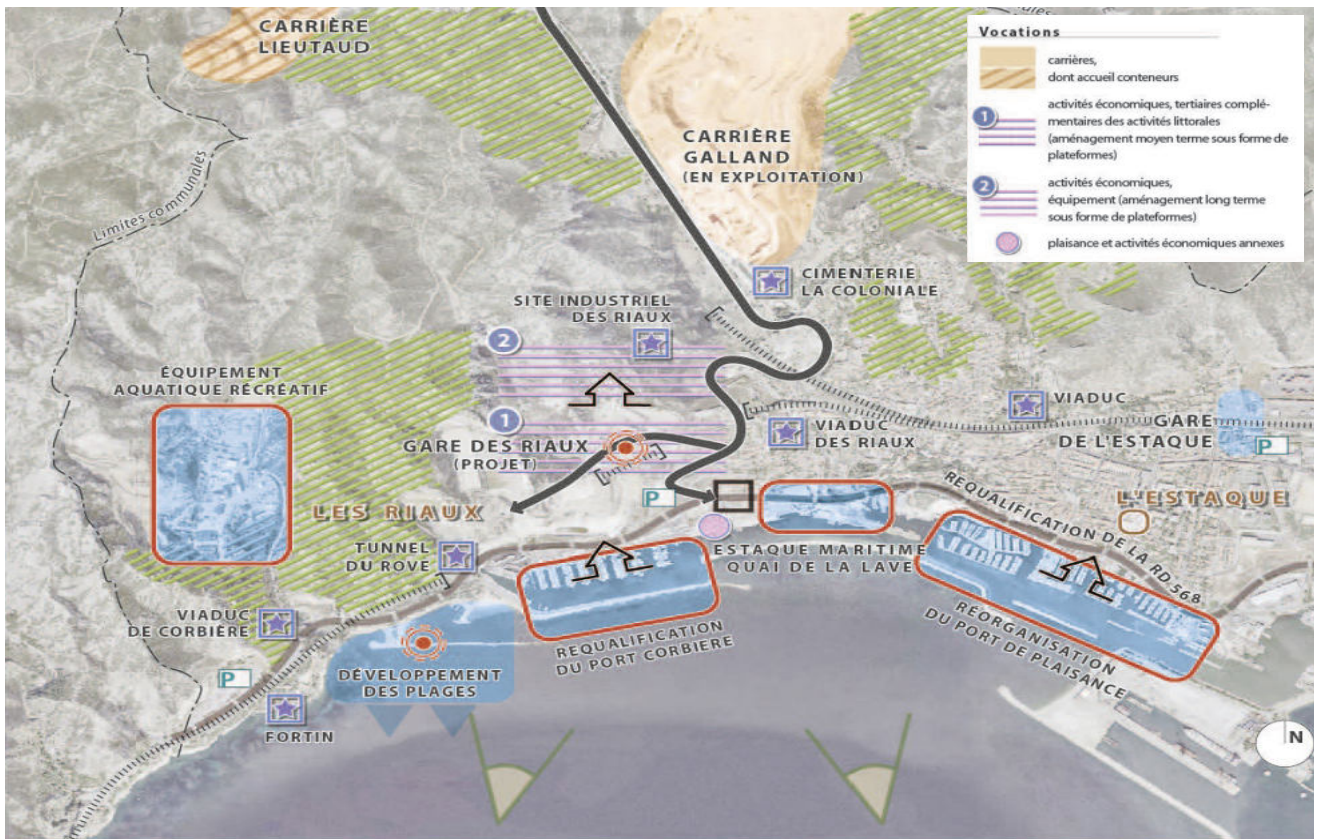 CARRIÈRE
LIEUTAUD
Limites communales
CARRIÈRE
GALLAND
(EN EXPLOITATION)
Vocations
carrières,
dont accueil conteneurs
1
activités économiques, tertiaires complé-
mentaires des activités littorales
(aménagement moyen terme sous forme de
plateformes)
2
activités économiques,
équipement (aménagement long terme
sous forme de plateformes)
plaisance et activités économiques annexes
CIMENTERIE
LA COLONIALE
SITE INDUSTRIEL
DES RIAUX
2
ÉQUIPEMENT
AQUATIQUE RÉCRÉATIF
1
GARE DES RIAUX
(PROJET)
VIADUC
DES RIAUX
VIADUC
GARE
DE L'ESTAQUE
P
P
LES RIAUX
L'ESTAQUE
REQUALIFICATION DE LA RD 568
TUNNEL
DU ROVE
ESTAQUE MARITIME
QUAI DE LA LAVE
VIADUC
DE CORBIÈRE
REQUALIFICATION
DU PORT CORBIÈRE
RÉORGANISATION
DU PORT DE PLAISANCE
DÉVELOPPEMENT
DES PLAGES
P
FORTIN
N